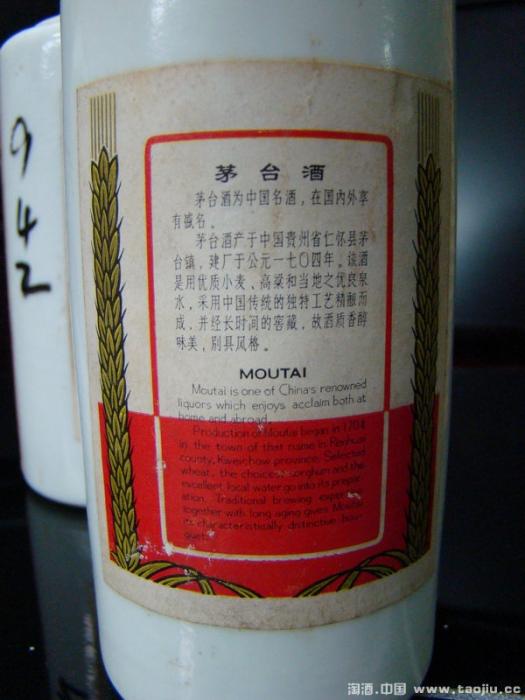 942
茅台酒
茅台酒为中国名酒，在国内外享
有盛名。
茅台酒产于中国贵州省仁怀县茅
台镇，建厂于公元一七〇四年。该酒
是用优质小麦，高粱和当地之优良泉
水，采用中国传统的独特工艺精酿而
成，并经长时间的窖藏，故酒质香醇
味美，别具风格。
MOUTAI
Moutai is one of China's renowned
liquors which enjoys acclaim both at
home and abroad.
Production of Moutai began in 1704
in the town of that name in Renhuai
county, Kweichow province. Selected
wheat, the choicest sorghum and the
excellent local water go into its prepar-
ation. Traditional brewing experience
together with long aging gives Moutai
its characteristically distinctive bou-
quet.
淘酒.中国 www.taojiu.cc